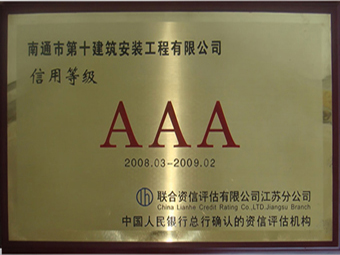 南通市第十建筑安装工程有限公司
信用等级
AAA
2008.03-2009.02
联合资信评估有限公司江苏分公司
China Lianhe Credit Rating Co.,LTD.Jiangsu Branch
中国人民银行总行确认的资信评估机构